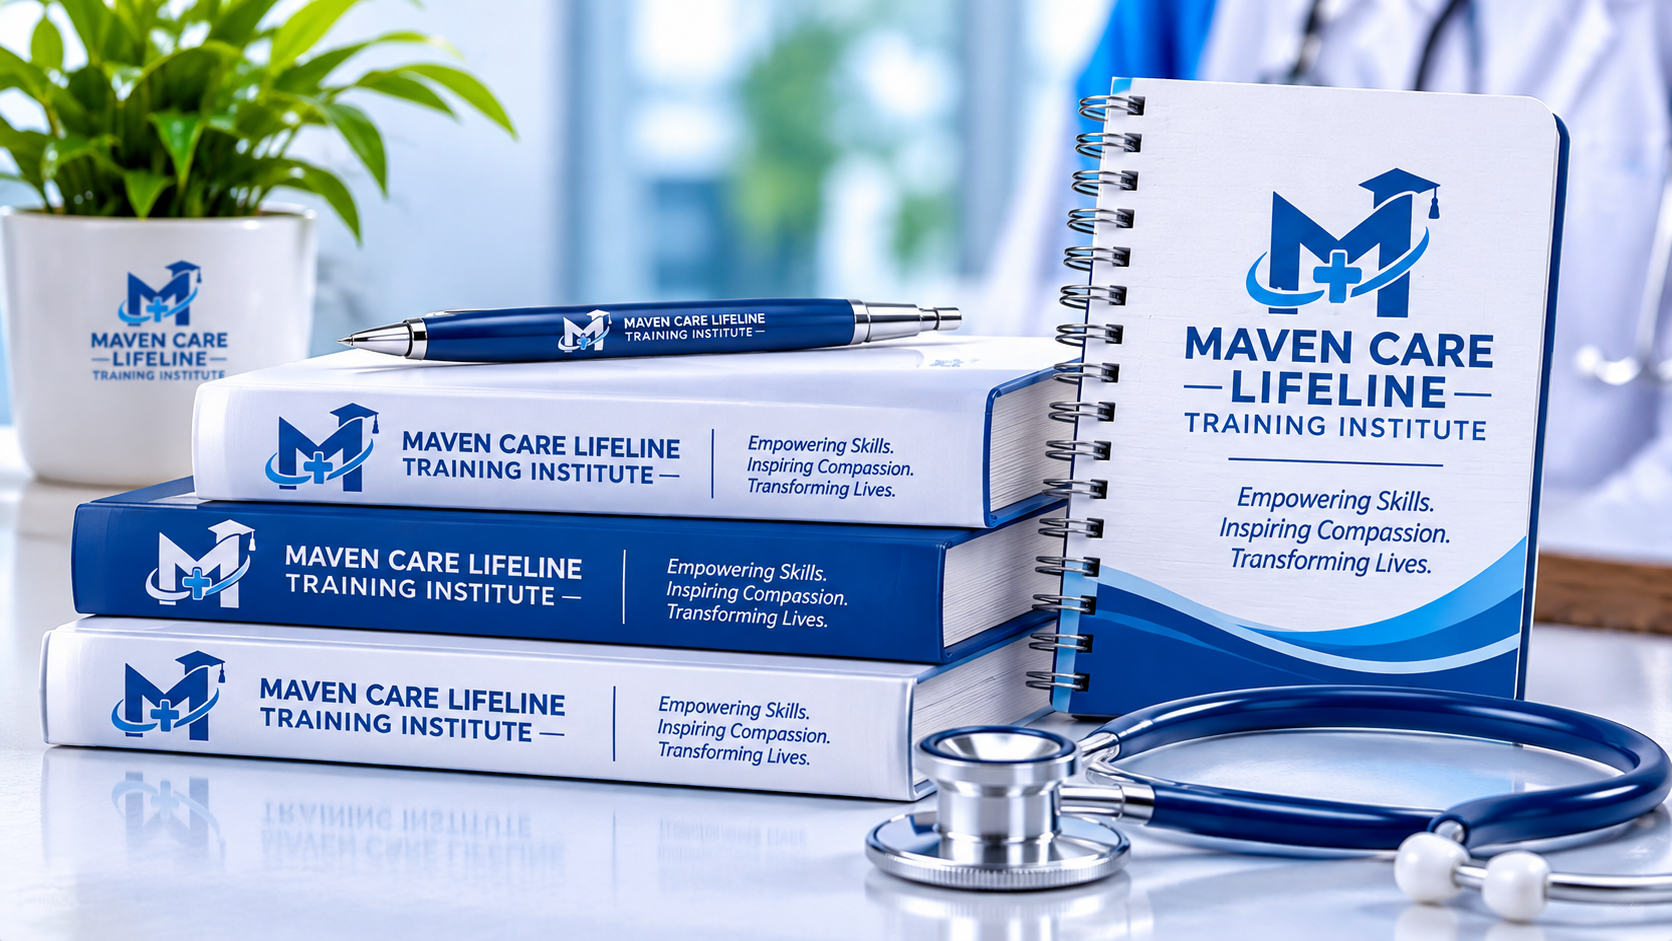 MAVEN CARE
LIFELINE
TRAINING INSTITUTE
MAVEN CARE LIFELINE
TRAINING INSTITUTE
MAVEN CARE LIFELINE
TRAINING INSTITUTE
Empowering Skills.
Inspiring Compassion.
Transforming Lives.
MAVEN CARE LIFELINE
TRAINING INSTITUTE
Empowering Skills.
Inspiring Compassion.
Transforming Lives.
MAVEN CARE LIFELINE
TRAINING INSTITUTE
Empowering Skills.
Inspiring Compassion.
Transforming Lives.
MAVEN CARE
LIFELINE
TRAINING INSTITUTE
Empowering Skills.
Inspiring Compassion.
Transforming Lives.